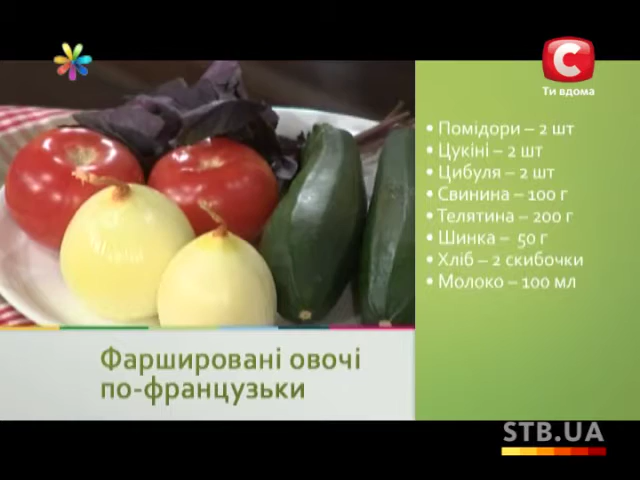 Ти вдома
• Помідори – 2 шт
• Цукіні – 2 шт
• Цибуля – 2 шт
• Свинина – 100 г
• Телятина – 200 г
• Шинка – 50 г
• Хліб – 2 скибочки
• Молоко – 100 мл
Фаршировані овочі
по-французьки
STB.UA